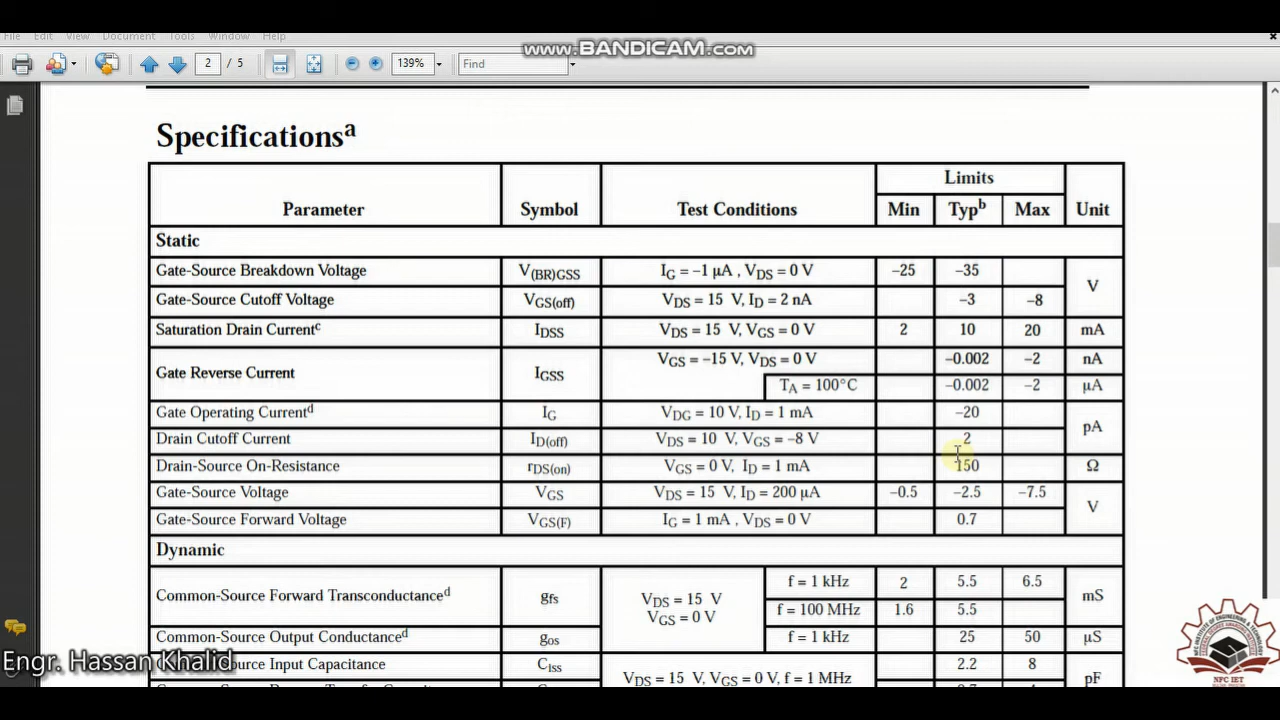 File Edit View Document Tools Window Help
www.BANDICAM.com
2 / 5 139% Find
Specificationsa
Limits
Parameter Symbol Test Conditions Min Typb Max Unit
Static
Gate-Source Breakdown Voltage V(BR)GSS IG = −1 μA , VDS = 0 V −25 −35 V
Gate-Source Cutoff Voltage VGS(off) VDS = 15 V, ID = 2 nA −3 −8
Saturation Drain Currentc IDSS VDS = 15 V, VGS = 0 V 2 10 20 mA
Gate Reverse Current IGSS VGS = −15 V, VDS = 0 V −0.002 −2 nA
TA = 100°C −0.002 −2 μA
Gate Operating Currentd IG VDG = 10 V, ID = 1 mA −20 pA
Drain Cutoff Current ID(off) VDS = 10 V, VGS = −8 V 2
Drain-Source On-Resistance rDS(on) VGS = 0 V, ID = 1 mA 150 Ω
Gate-Source Voltage VGS VDS = 15 V, ID = 200 μA −0.5 −2.5 −7.5 V
Gate-Source Forward Voltage VGS(F) IG = 1 mA , VDS = 0 V 0.7
Dynamic
Common-Source Forward Transconductanced gfs VDS = 15 V VGS = 0 V f = 1 kHz 2 5.5 6.5 mS
f = 100 MHz 1.6 5.5
Common-Source Output Conductanced gos f = 1 kHz 25 50 μS
Source Input Capacitance Ciss VDS = 15 V, VGS = 0 V, f = 1 MHz 2.2 8 pF
Engr. Hassan Khalid
NFC IET